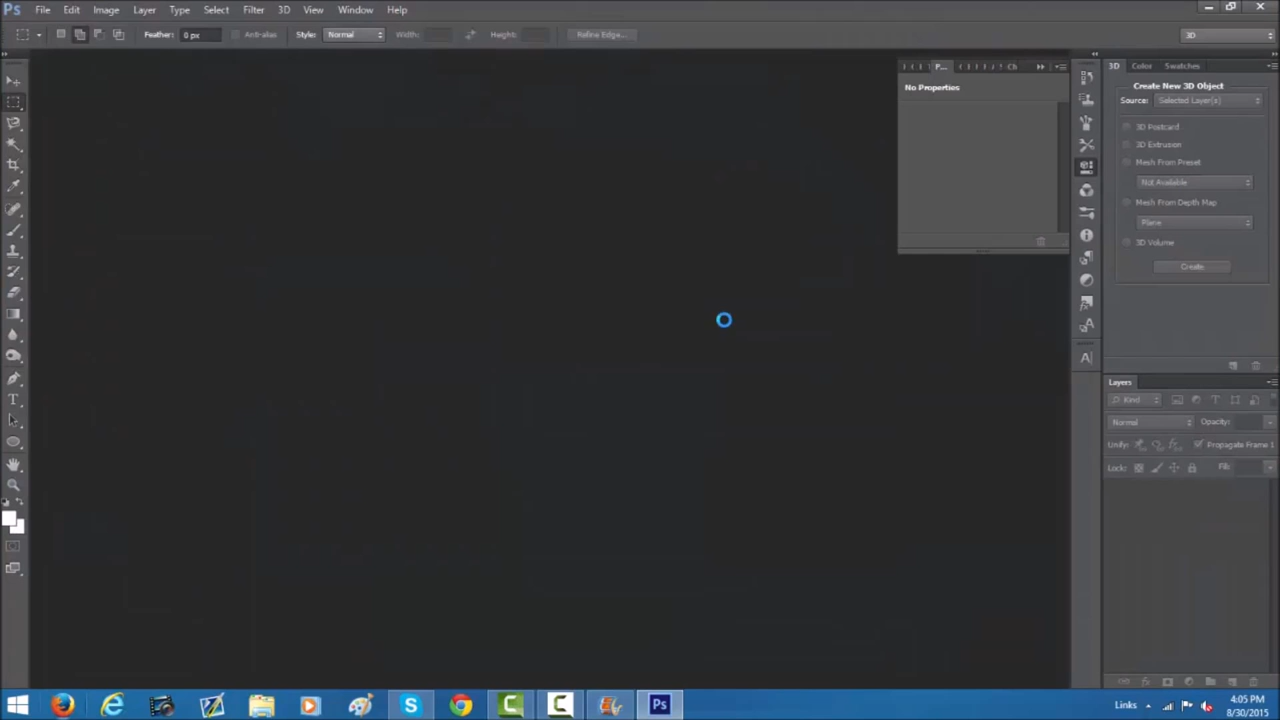 Ps File Edit Image Layer Type Select Filter 3D View Window Help
Feather: 0 px Anti-alias Style: Normal Width: Height: Refine Edge... 3D
P... Ch 3D Color Swatches
No Properties
Create New 3D Object
Source: Selected Layer(s)
3D Postcard
3D Extrusion
Mesh From Preset
Not Available
Mesh From Depth Map
Plane
3D Volume
Create
Layers
Kind
Normal Opacity:
Unify: Propagate Frame 1
Lock: Fill:
Links 4:05 PM
8/30/2015